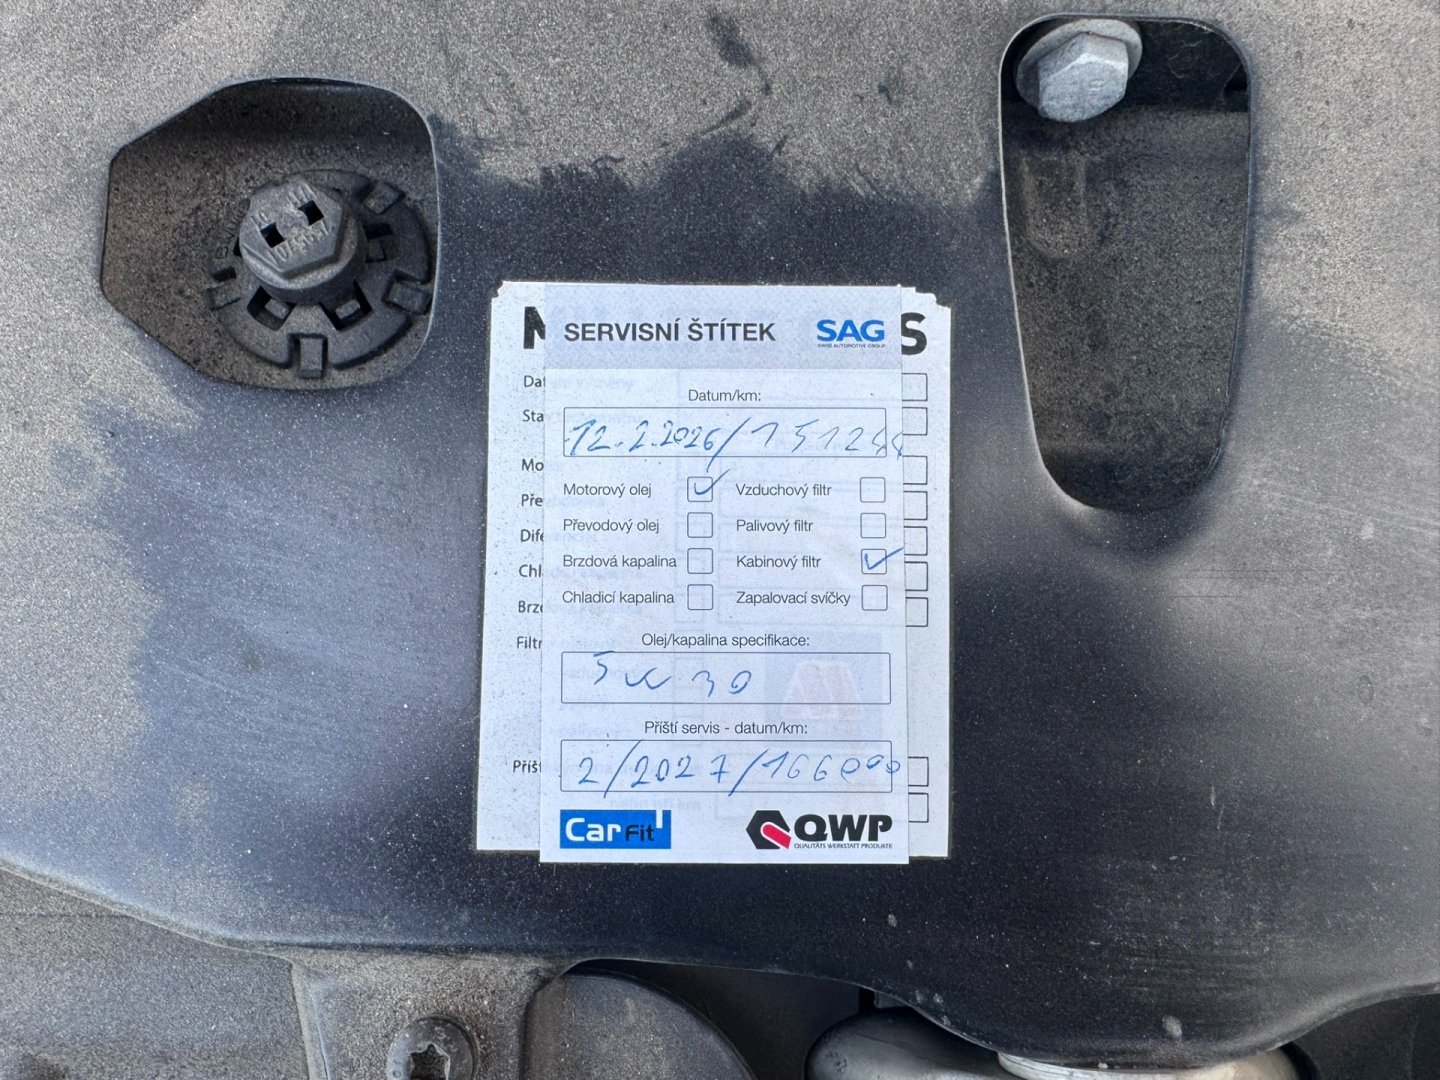 SERVISNÍ ŠTÍTEK SAG
SWISS AUTOMOTIVE GROUP
Datum/km:
12.2.2026/151244
Motorový olej ✓ Vzduchový filtr
Převodový olej Palivový filtr
Brzdová kapalina Kabinový filtr ✓
Chladicí kapalina Zapalovací svíčky
Olej/kapalina specifikace:
5W30
Příští servis - datum/km:
2/2027/166000
CarFit QWP
QUALITÄTS WERKSTATT PRODUKTE